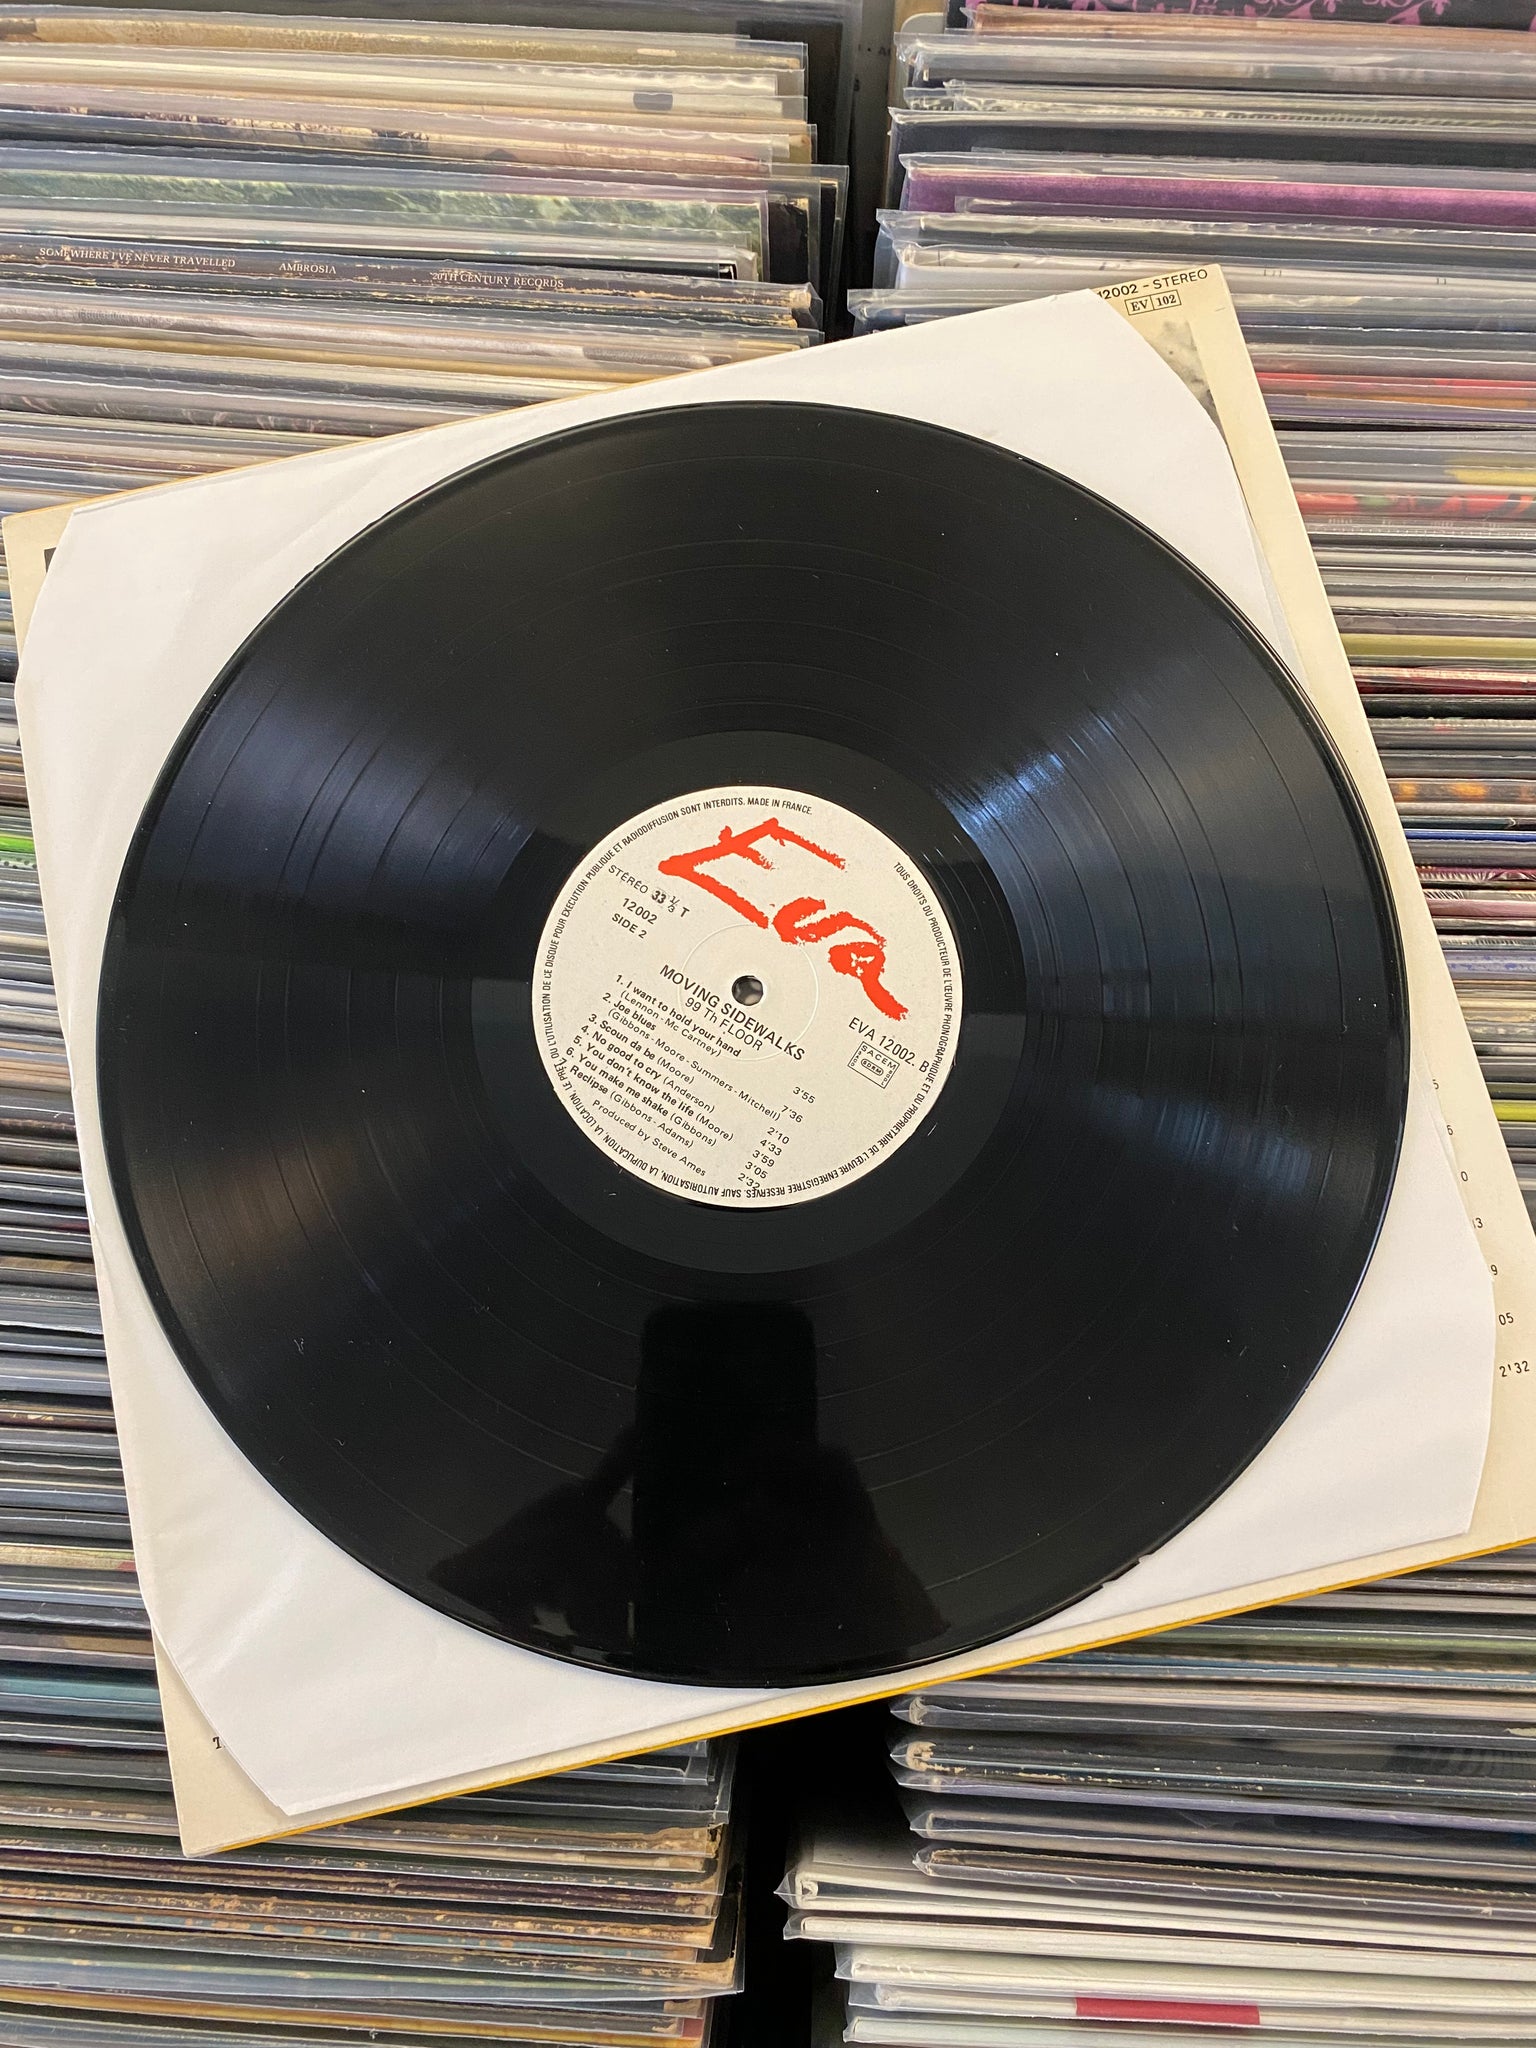 SOMEWHERE I'VE NEVER TRAVELLED AMBROSIA 20TH CENTURY RECORDS
12002 - STEREO
EV 102
TOUS DROITS DU PRODUCTEUR DE L'ŒUVRE PHONOGRAPHIQUE ET DU PROPRIETAIRE DE L'ŒUVRE ENREGISTREE RESERVES. SAUF AUTORISATION, LA DUPLICATION, LA LOCATION, LE PRET OU L'UTILISATION DE CE DISQUE POUR EXECUTION PUBLIQUE ET RADIODIFFUSION SONT INTERDITS. MADE IN FRANCE.
Eva
STÉRÉO 33 1/3 T
12002
SIDE 2
EVA 12002. B
SACEM
SDRM
MOVING SIDEWALKS
99 Th FLOOR
1. I want to hold your hand
(Lennon - Mc Cartney) 3'55
2. Joe blues
(Gibbons - Moore - Summers - Mitchell) 7'36
3. Scoun da be (Moore) 2'10
4. No good to cry (Anderson) 4'33
5. You don't know the life (Moore) 3'59
6. You make me shake (Gibbons) 3'05
7. Reclipse (Gibbons - Adams) 2'32
Produced by Steve Ames
05
2'32